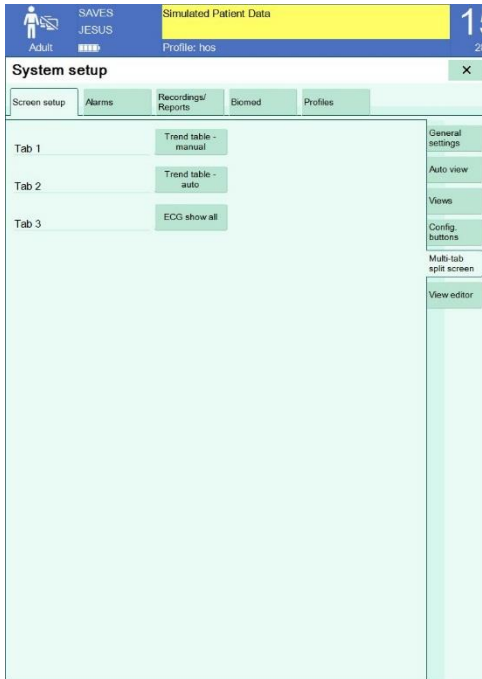 SAVES
JESUS
Adult
Simulated Patient Data
Profile: hos
System setup
Screen setup
Alarms
Recordings/
Reports
Biomed
Profiles
Tab 1
Trend table -
manual
Tab 2
Trend table -
auto
Tab 3
ECG show all
General
settings
Auto view
Views
Config.
buttons
Multi-tab
split screen
View editor